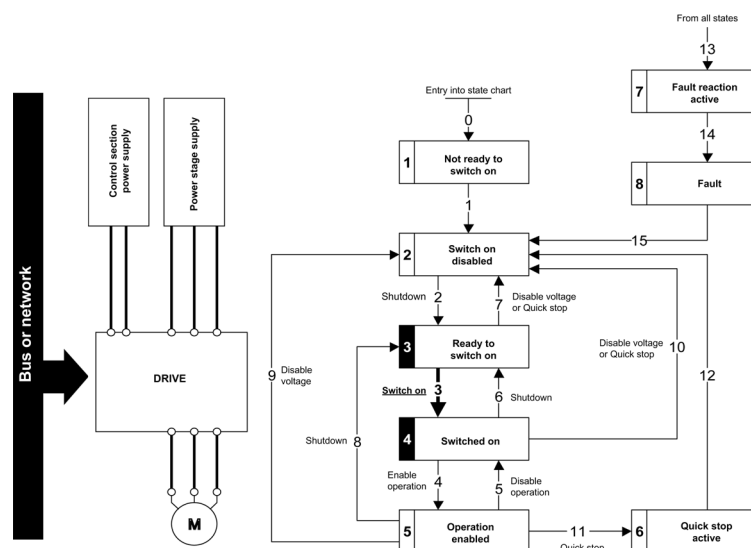 From all states
13
7
Fault reaction
active
14
8
Fault
15
Entry into state chart
0
1
Not ready to
switch on
1
2
Switch on
disabled
Shutdown
2
7
Disable voltage
or Quick stop
3
Ready to
switch on
Switch on
3
6
Shutdown
4
Switched on
Enable
operation
4
5
Disable
operation
5
Operation
enabled
9
Disable
voltage
Shutdown
8
Disable voltage
or Quick stop
10
12
11
Quick stop
6
Quick stop
active
Bus or network
Control section
power supply
Power stage supply
DRIVE
M